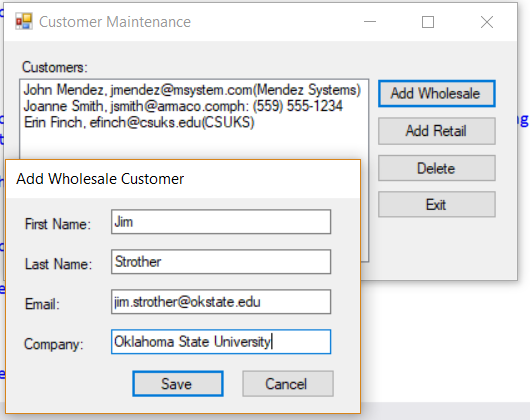 Customer Maintenance
Customers:
John Mendez, jmendez@msystem.com(Mendez Systems)
Joanne Smith, jsmith@armaco.comph: (559) 555-1234
Erin Finch, efinch@csuks.edu(CSUKS)
Add Wholesale
Add Retail
Delete
Exit
Add Wholesale Customer
First Name: Jim
Last Name: Strother
Email: jim.strother@okstate.edu
Company: Oklahoma State University
Save Cancel